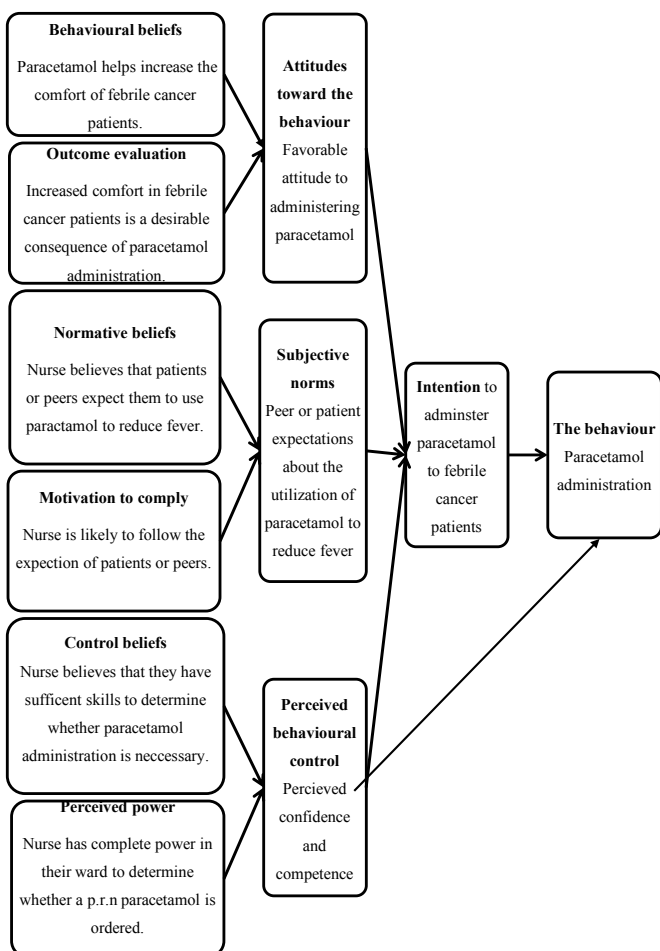 Behavioural beliefs
Paracetamol helps increase the
comfort of febrile cancer
patients.
Outcome evaluation
Increased comfort in febrile
cancer patients is a desirable
consequence of paracetamol
administration.
Normative beliefs
Nurse believes that patients
or peers expect them to use
paractamol to reduce fever.
Motivation to comply
Nurse is likely to follow the
expection of patients or peers.
Control beliefs
Nurse believes that they have
sufficent skills to determine
whether paracetamol
administration is neccessary.
Perceived power
Nurse has complete power in
their ward to determine
whether a p.r.n paracetamol is
ordered.
Attitudes
toward the
behaviour
Favorable
attitude to
administering
paracetamol
Subjective
norms
Peer or patient
expectations
about the
utilization of
paracetamol to
reduce fever
Perceived
behavioural
control
Percieved
confidence
and
competence
Intention to
adminster
paracetamol
to febrile
cancer
patients
The behaviour
Paracetamol
administration